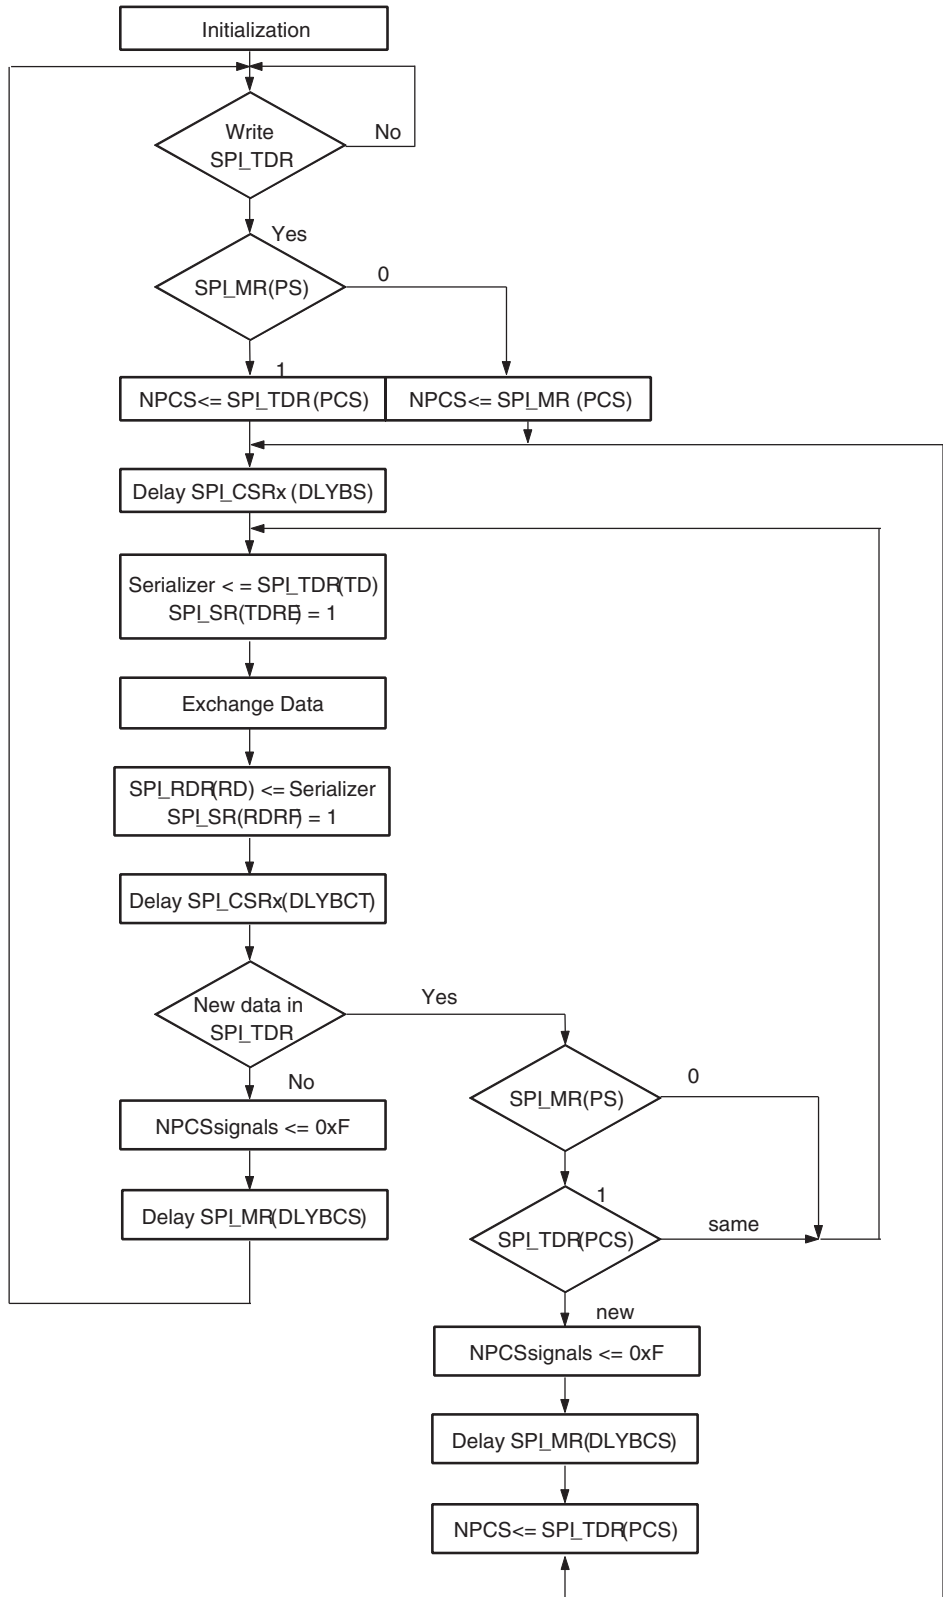 Initialization
Write
SPI_TDR
No
Yes
SPI_MR(PS)
0
1
NPCS<= SPI_TDR(PCS)
NPCS<= SPI_MR (PCS)
Delay SPI_CSRx (DLYBS)
Serializer < = SPI_TDR(TD)
SPI_SR(TDRE) = 1
Exchange Data
SPI_RDR(RD) <= Serializer
SPI_SR(RDRF) = 1
Delay SPI_CSRx(DLYBCT)
New data in
SPI_TDR
Yes
No
SPI_MR(PS)
0
NPCSsignals <= 0xF
1
Delay SPI_MR(DLYBCS)
SPI_TDR(PCS)
same
new
NPCSsignals <= 0xF
Delay SPI_MR(DLYBCS)
NPCS<= SPI_TDR(PCS)